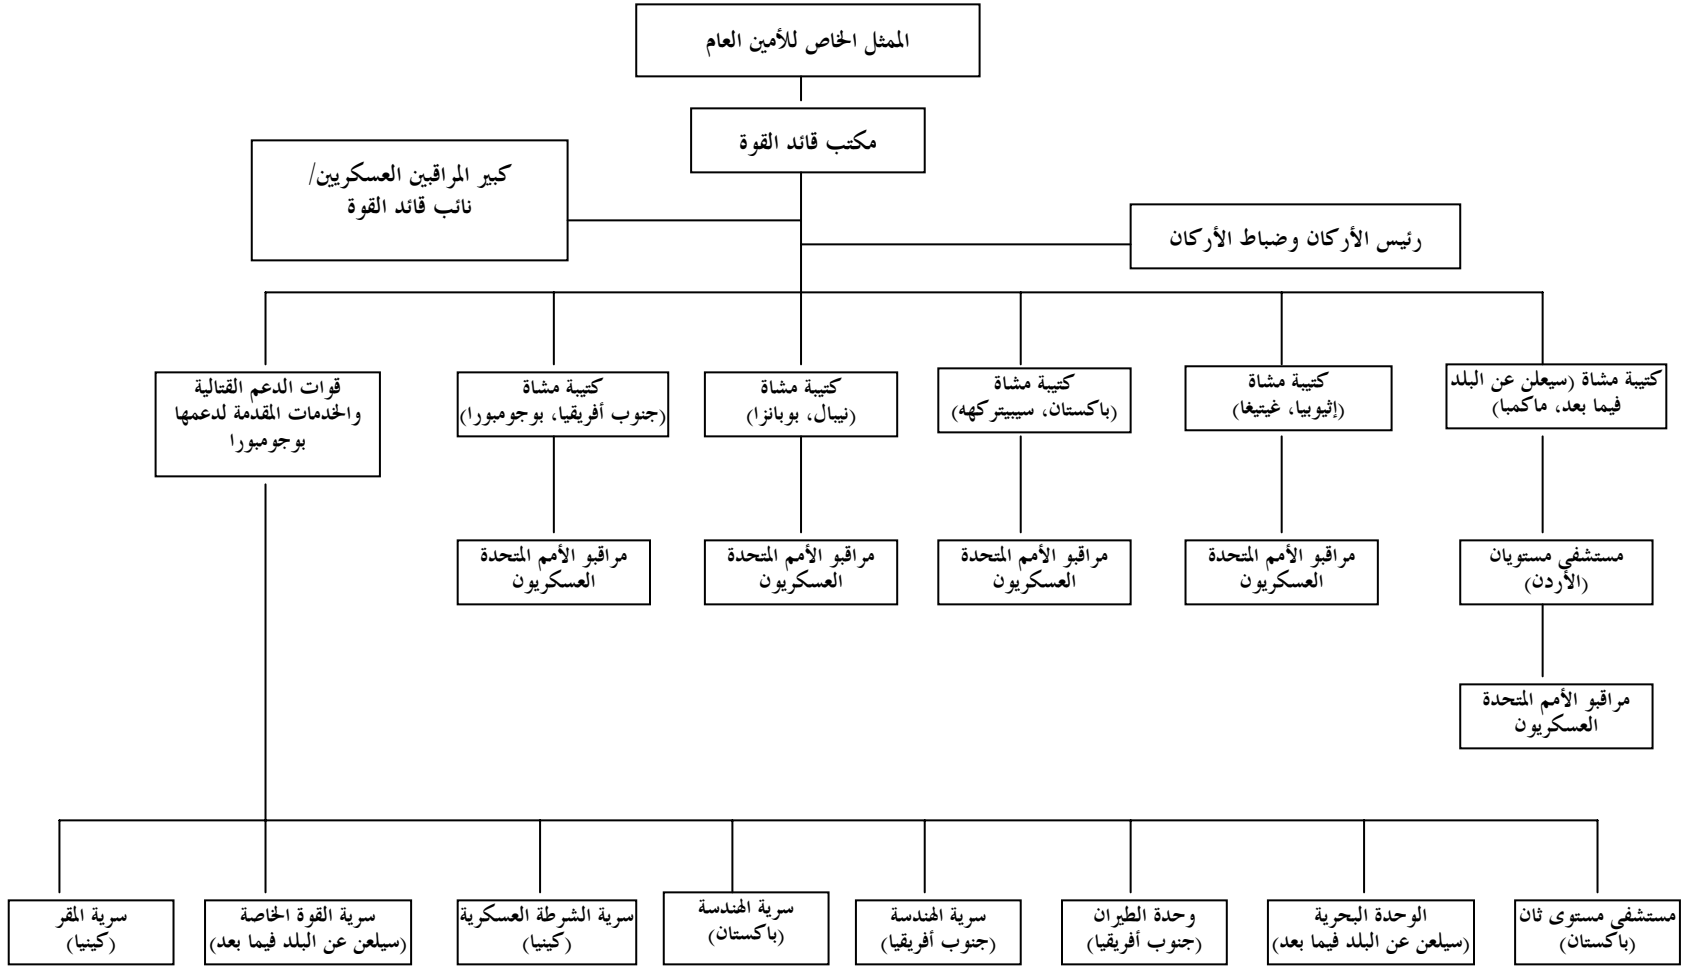 الممثل الخاص للأمين العام
مكتب قائد القوة
كبير المراقبين العسكريين/
نائب قائد القوة
رئيس الأركان وضباط الأركان
كتيبة مشاة (سيعلن عن البلد
فيما بعد، ماكمبا)
كتيبة مشاة
(إثيوبيا، غيتيغا)
كتيبة مشاة
(باكستان، سيبيتركهه)
كتيبة مشاة
(نيبال، بوبانزا)
كتيبة مشاة
(جنوب أفريقيا، بوجومبورا)
قوات الدعم القتالية
والخدمات المقدمة لدعمها
بوجومبورا
مستشفى مستويان
(الأردن)
مراقبو الأمم المتحدة
العسكريون
مراقبو الأمم المتحدة
العسكريون
مراقبو الأمم المتحدة
العسكريون
مراقبو الأمم المتحدة
العسكريون
مراقبو الأمم المتحدة
العسكريون
مستشفى مستوى ثان
(باكستان)
الوحدة البحرية
(سيلعن عن البلد فيما بعد)
وحدة الطيران
(جنوب أفريقيا)
سرية الهندسة
(جنوب أفريقيا)
سرية الهندسة
(باكستان)
سرية الشرطة العسكرية
(كينيا)
سرية القوة الخاصة
(سيلعن عن البلد فيما بعد)
سرية المقر
(كينيا)